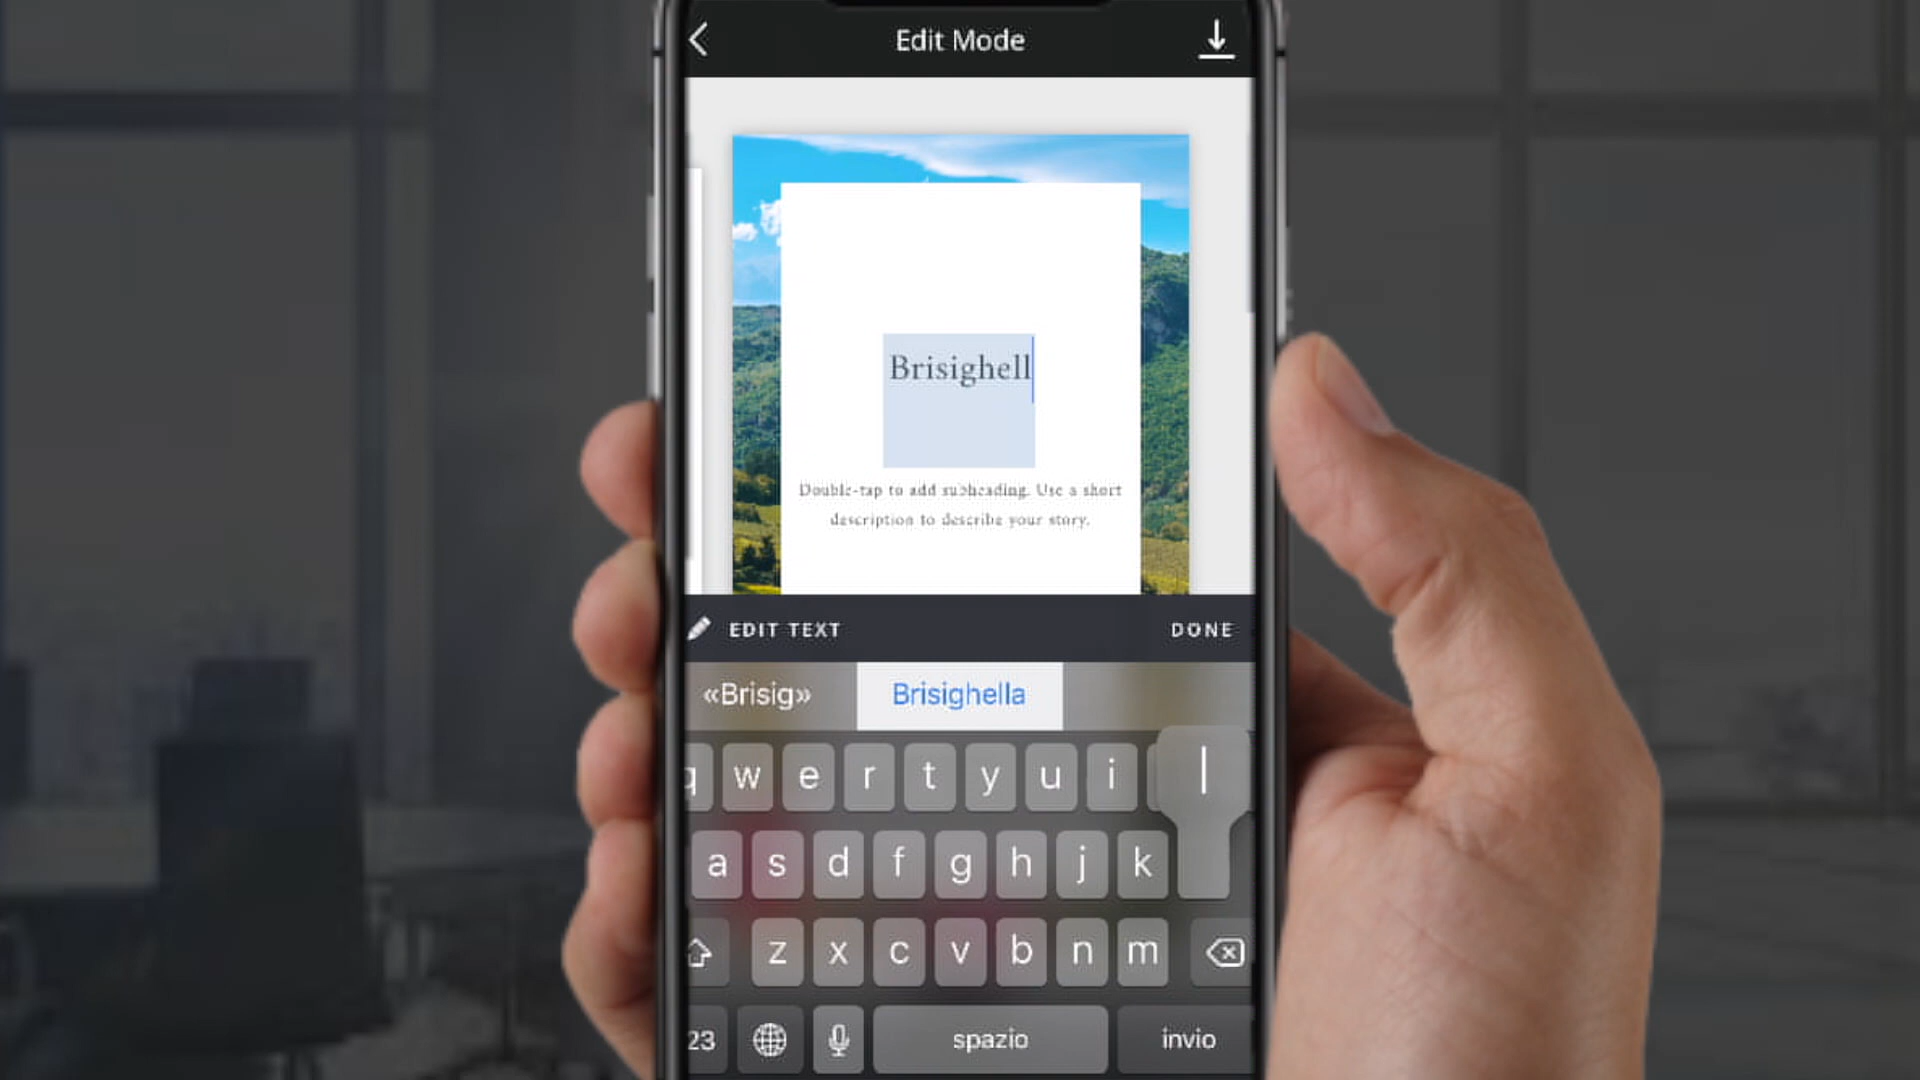 Edit Mode
Brisighell
Double-tap to add subheading. Use a short
description to describe your story.
EDIT TEXT
DONE
«Brisig» Brisighella
q w e r t y u i l
a s d f g h j k
z x c v b n m
23 spazio invio